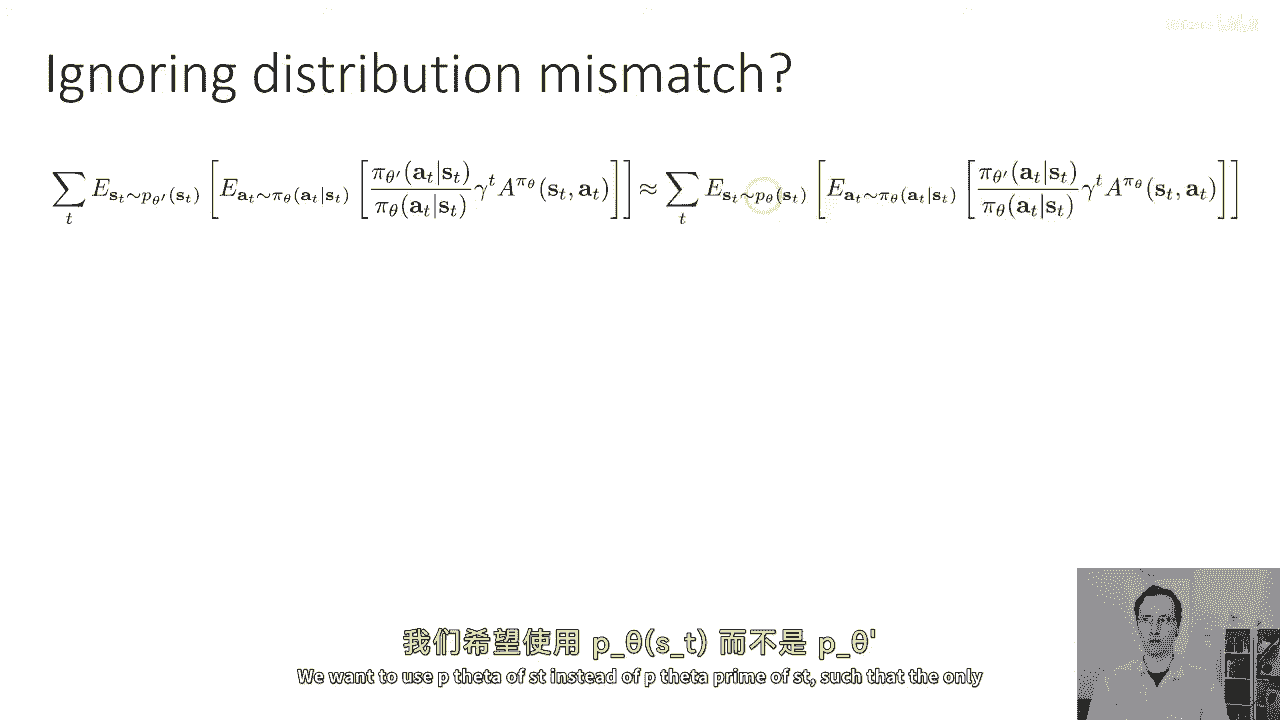 Ignoring distribution mismatch?
\sum_t E_{\mathbf{s}_t \sim p_{\theta'}(\mathbf{s}_t)} \left[ E_{\mathbf{a}_t \sim \pi_\theta(\mathbf{a}_t|\mathbf{s}_t)} \left[ \frac{\pi_{\theta'}(\mathbf{a}_t|\mathbf{s}_t)}{\pi_\theta(\mathbf{a}_t|\mathbf{s}_t)} \gamma^t A^{\pi_\theta}(\mathbf{s}_t, \mathbf{a}_t) \right] \right] \approx \sum_t E_{\mathbf{s}_t \sim p_\theta(\mathbf{s}_t)} \left[ E_{\mathbf{a}_t \sim \pi_\theta(\mathbf{a}_t|\mathbf{s}_t)} \left[ \frac{\pi_{\theta'}(\mathbf{a}_t|\mathbf{s}_t)}{\pi_\theta(\mathbf{a}_t|\mathbf{s}_t)} \gamma^t A^{\pi_\theta}(\mathbf{s}_t, \mathbf{a}_t) \right] \right]
我们希望使用 p_θ(s_t) 而不是 p_θ'
We want to use p theta of st instead of p theta prime of st, such that the only